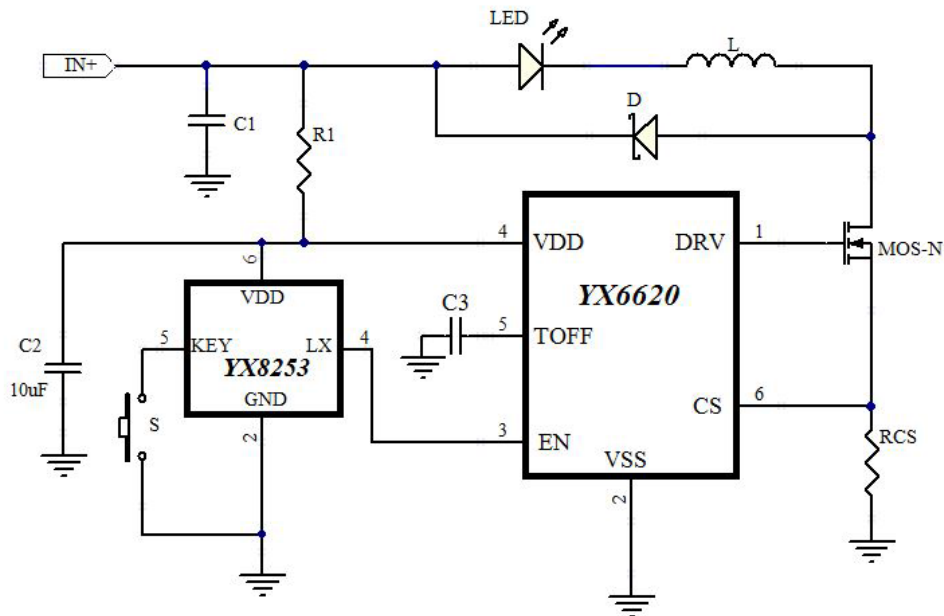 LED
IN+
L
C1
R1
D
4
VDD
DRV
1
MOS-N
6
VDD
YX6620
C3
5
TOFF
C2
10uF
5
KEY
LX
4
YX8253
GND
S
2
CS
6
3
EN
RCS
VSS
2